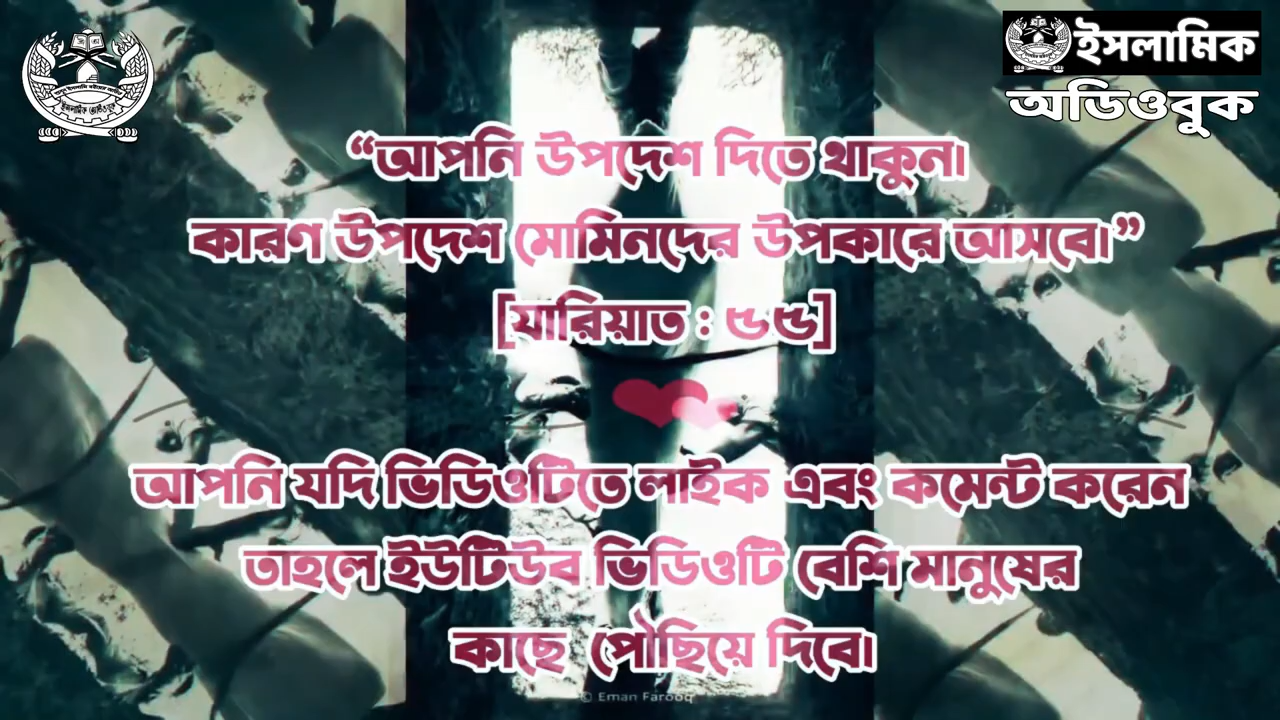 ইসলামিক
অডিওবুক
“আপনি উপদেশ দিতে থাকুন।
কারণ উপদেশ মোমিনদের উপকারে আসবে।”
[যারিয়াত : ৫৫]
আপনি যদি ভিডিওটিতে লাইক এবং কমেন্ট করেন
তাহলে ইউটিউব ভিডিওটি বেশি মানুষের
কাছে পৌছিয়ে দিবে।
© Eman Farooq